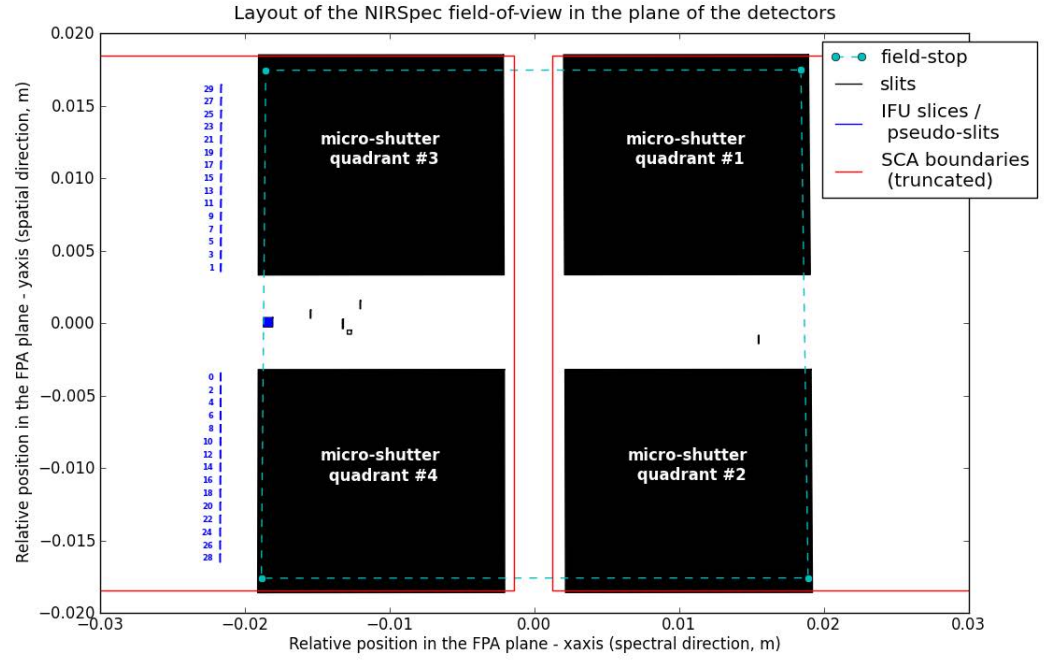 Layout of the NIRSpec field-of-view in the plane of the detectors
0.020
0.015
0.010
0.005
0.000
−0.005
−0.010
−0.015
−0.020
Relative position in the FPA plane - yaxis (spatial direction, m)
29
27
25
23
21
19
17
15
13
11
9
7
5
3
1
0
2
4
6
8
10
12
14
16
18
20
22
24
26
28
micro-shutter
quadrant #3
micro-shutter
quadrant #1
micro-shutter
quadrant #4
micro-shutter
quadrant #2
field-stop
slits
IFU slices /
pseudo-slits
SCA boundaries
(truncated)
−0.03
−0.02
−0.01
0.00
0.01
0.02
0.03
Relative position in the FPA plane - xaxis (spectral direction, m)